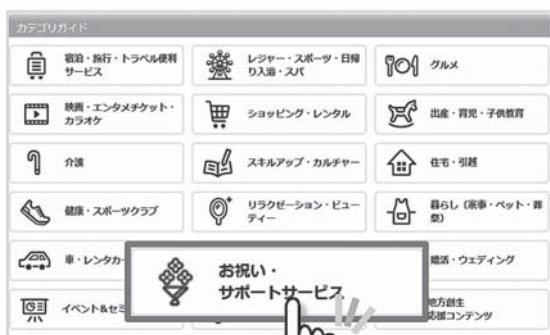 カテゴリガイド
宿泊・旅行・トラベル便利
サービス
レジャー・スポーツ・日帰
り入浴・スパ
グルメ
映画・エンタメチケット・
カラオケ
ショッピング・レンタル
出産・育児・子供教育
介護
スキルアップ・カルチャー
住宅・引越
健康・スポーツクラブ
リラクゼーション・ビュー
ティー
暮らし（家事・ペット・葬
祭）
車・レンタカー
お祝い・
サポートサービス
婚活・ウェディング
イベント&セミ
地方創生
応援コンテンツ